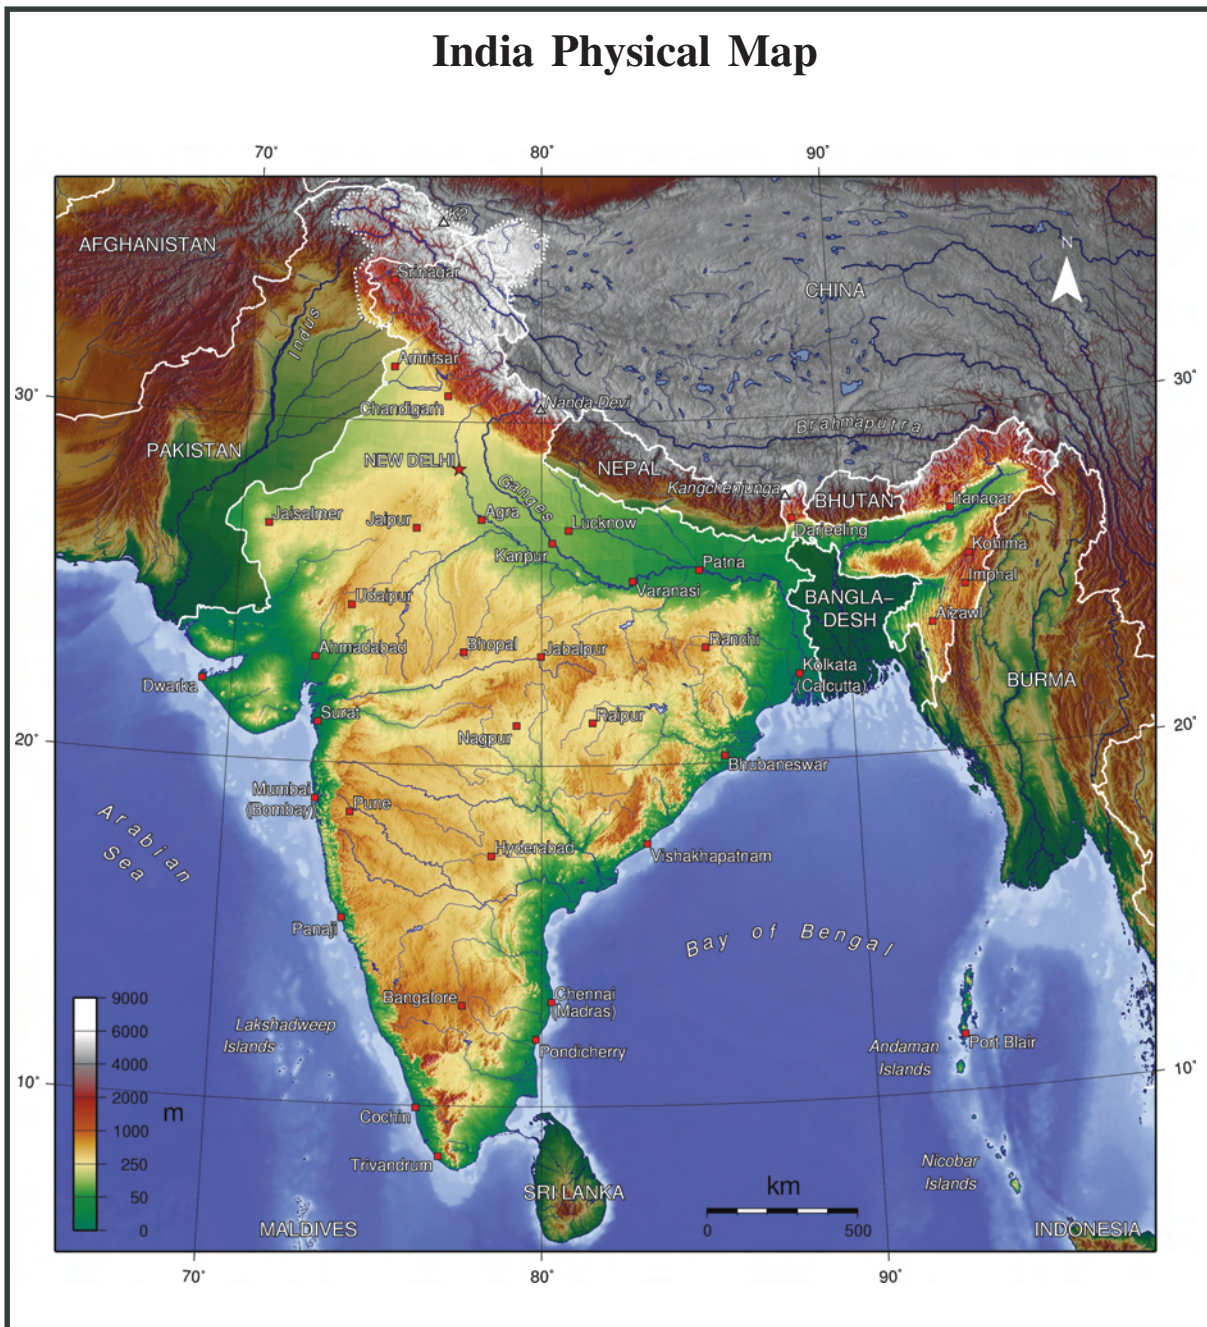 India Physical Map
70°
80°
90°
K2
AFGHANISTAN
N
Srinagar
CHINA
Indus
Amritsar
30°
30°
Chandigarh
Nanda Devi
Brahmaputra
PAKISTAN
NEW DELHI
NEPAL
Ganges
Kangchenjunga
BHUTAN
Itanagar
Jaisalmer
Jaipur
Agra
Lucknow
Darjeeling
Kanpur
Kohima
Patna
Imphal
Varanasi
BANGLA–
DESH
Udaipur
Aizawl
Ahmadabad
Bhopal
Jabalpur
Ranchi
Kolkata
(Calcutta)
Dwarka
BURMA
Surat
Raipur
Nagpur
20°
20°
Bhubaneswar
Mumbai
(Bombay)
Pune
Arabian
Sea
Hyderabad
Vishakhapatnam
Panaji
Bay of Bengal
9000
6000
4000
2000
1000
250
50
0
m
Bangalore
Chennai
(Madras)
Lakshadweep
Islands
Pondicherry
Andaman
Islands
Port Blair
10°
10°
Cochin
Trivandrum
Nicobar
Islands
SRI LANKA
km
0
500
MALDIVES
INDONESIA
70°
80°
90°